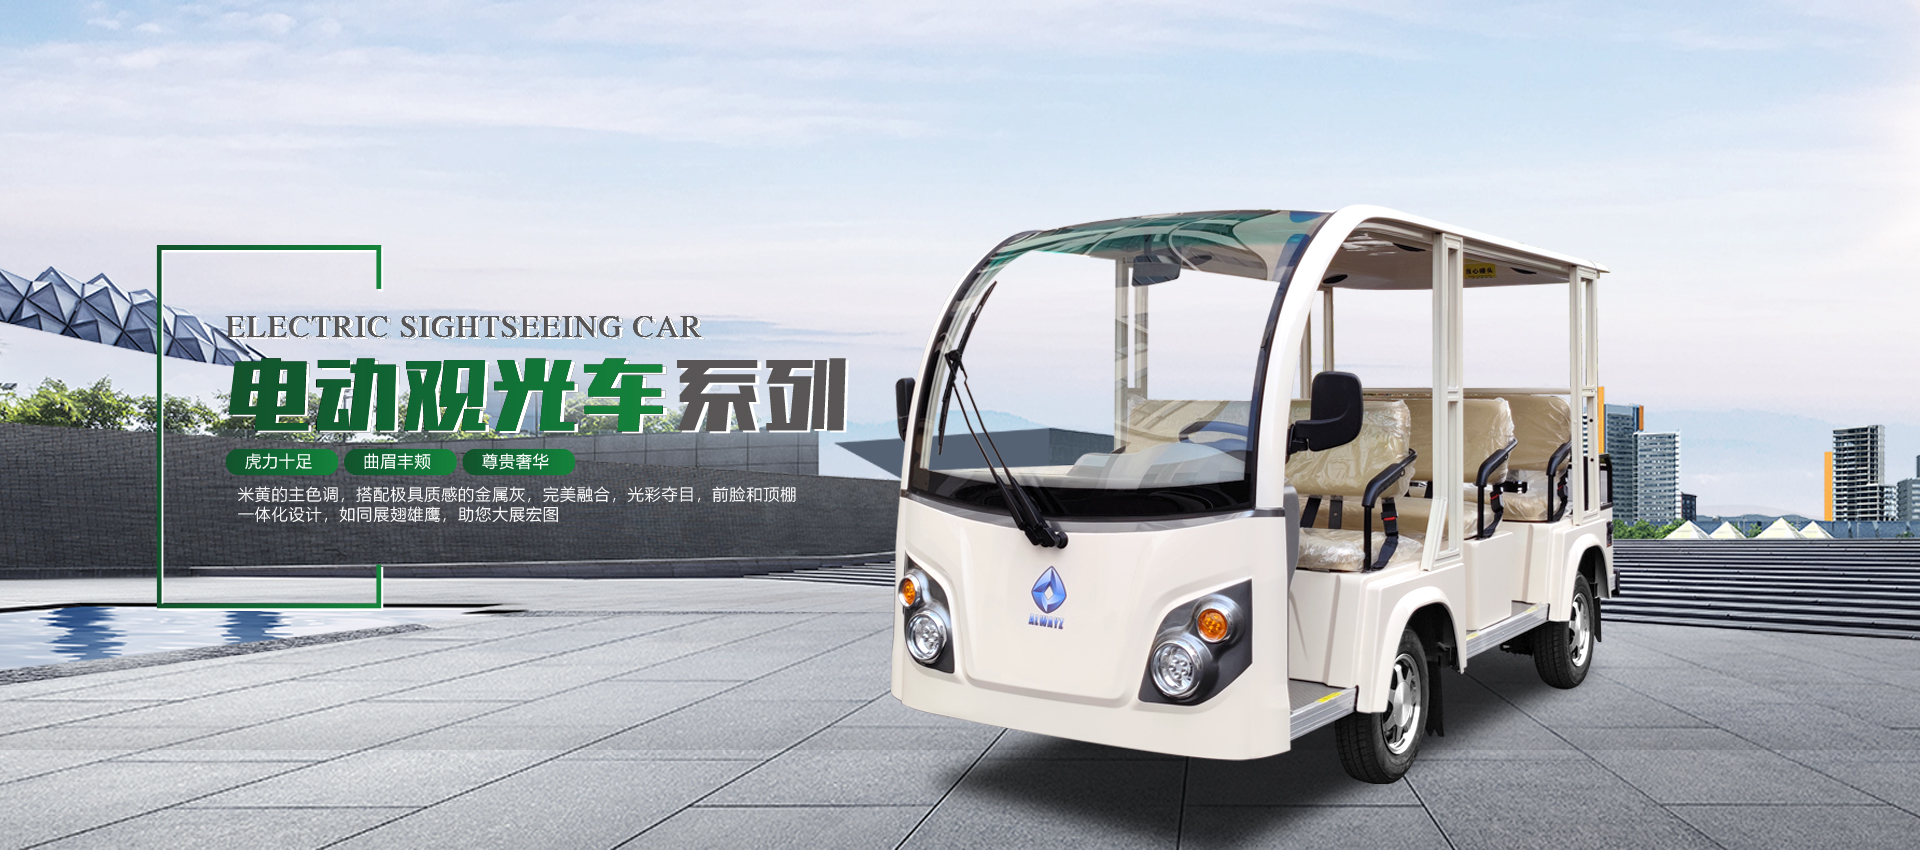 ELECTRIC SIGHTSEEING CAR
电动观光车系列
虎力十足 曲眉丰颊 尊贵奢华
米黄的主色调，搭配极具质感的金属灰，完美融合，光彩夺目，前脸和顶棚
一体化设计，如同展翅雄鹰，助您大展宏图
ALWAYZ